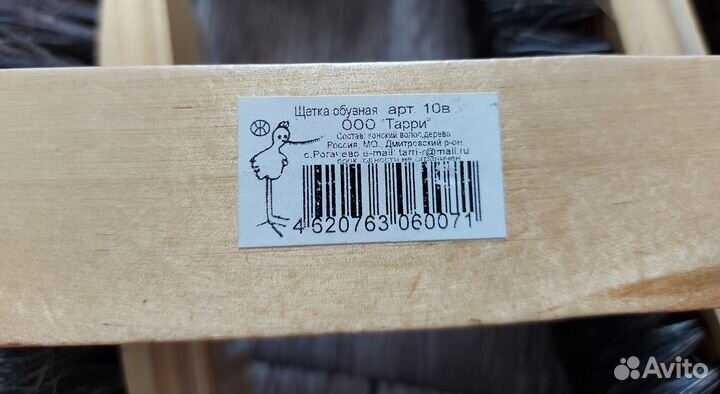 Щетка обувная арт. 10в
ООО "Тарри"
Состав: конский волос,дерево
Россия, МО., Дмитровский р-он
с.Рогачево e-mail: tarri-r@mail.ru
срок годности не ограничен
4 620763 060071
Avito